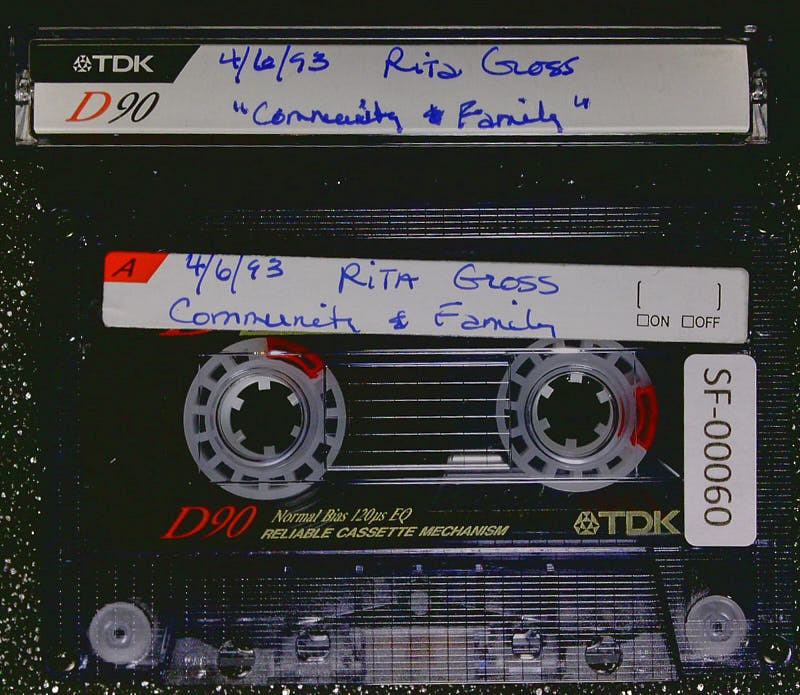 TDK 4/6/93 Rita Gross
D90 "Community & Family"
A 4/6/93 RITA GROSS
Community & Family
[ ]
ON OFF
SF-00060
D90 Normal Bias 120µs EQ
RELIABLE CASSETTE MECHANISM
TDK